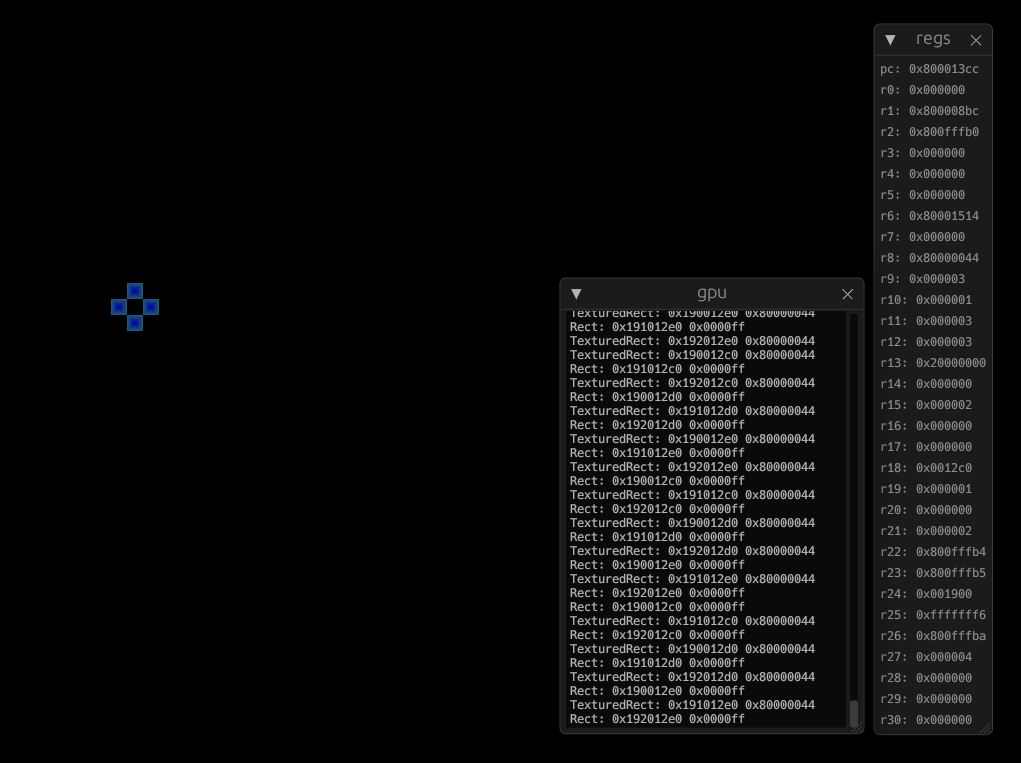 ▼ gpu ×
TexturedRect: 0x190012e0 0x80000044
Rect: 0x191012e0 0x0000ff
TexturedRect: 0x192012e0 0x80000044
TexturedRect: 0x190012c0 0x80000044
Rect: 0x191012c0 0x0000ff
TexturedRect: 0x192012c0 0x80000044
Rect: 0x190012d0 0x0000ff
TexturedRect: 0x191012d0 0x80000044
Rect: 0x192012d0 0x0000ff
TexturedRect: 0x190012e0 0x80000044
Rect: 0x191012e0 0x0000ff
TexturedRect: 0x192012e0 0x80000044
Rect: 0x190012c0 0x0000ff
TexturedRect: 0x191012c0 0x80000044
Rect: 0x192012c0 0x0000ff
TexturedRect: 0x190012d0 0x80000044
Rect: 0x191012d0 0x0000ff
TexturedRect: 0x192012d0 0x80000044
Rect: 0x190012e0 0x0000ff
TexturedRect: 0x191012e0 0x80000044
Rect: 0x192012e0 0x0000ff
Rect: 0x190012c0 0x0000ff
TexturedRect: 0x191012c0 0x80000044
Rect: 0x192012c0 0x0000ff
TexturedRect: 0x190012d0 0x80000044
Rect: 0x191012d0 0x0000ff
TexturedRect: 0x192012d0 0x80000044
Rect: 0x190012e0 0x0000ff
TexturedRect: 0x191012e0 0x80000044
Rect: 0x192012e0 0x0000ff
▼ regs ×
pc: 0x800013cc
r0: 0x000000
r1: 0x800008bc
r2: 0x800fffb0
r3: 0x000000
r4: 0x000000
r5: 0x000000
r6: 0x80001514
r7: 0x000000
r8: 0x80000044
r9: 0x000003
r10: 0x000001
r11: 0x000003
r12: 0x000003
r13: 0x20000000
r14: 0x000000
r15: 0x000002
r16: 0x000000
r17: 0x000000
r18: 0x0012c0
r19: 0x000001
r20: 0x000000
r21: 0x000002
r22: 0x800fffb4
r23: 0x800fffb5
r24: 0x001900
r25: 0xfffffff6
r26: 0x800fffba
r27: 0x000004
r28: 0x000000
r29: 0x000000
r30: 0x000000